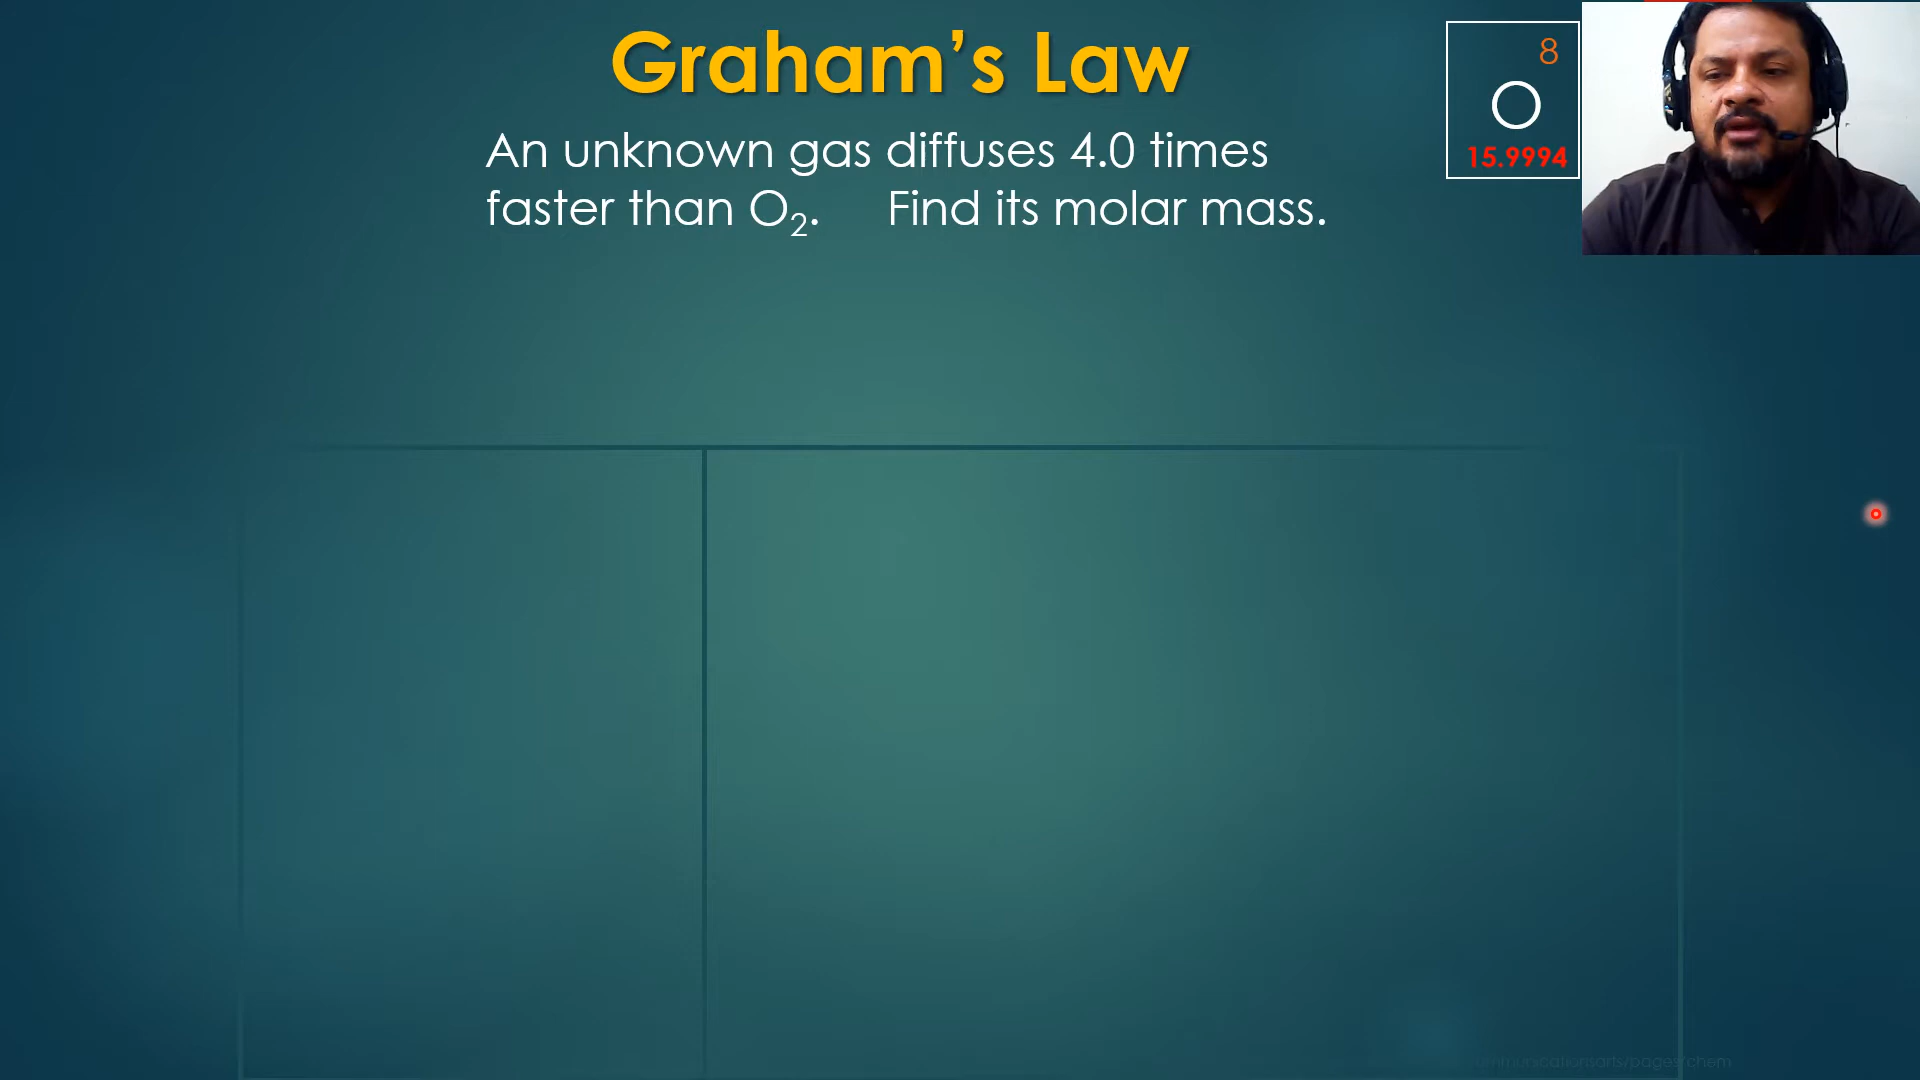 Graham’s Law
An unknown gas diffuses 4.0 times
faster than O₂. Find its molar mass.
8
O
15.9994